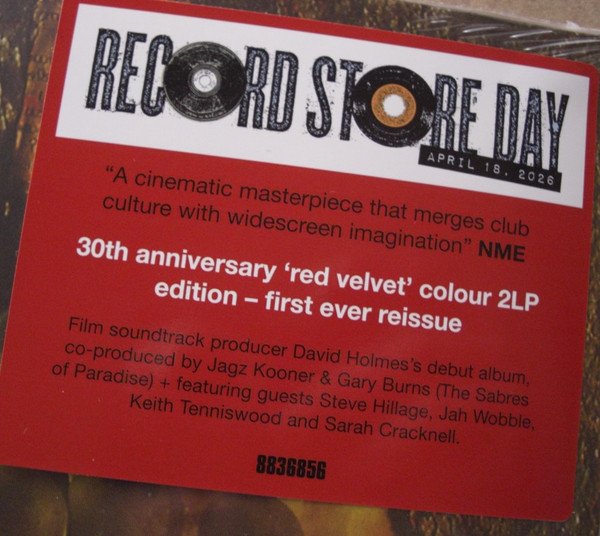 RECORD STORE DAY
APRIL 18, 2026
“A cinematic masterpiece that merges club
culture with widescreen imagination” NME
30th anniversary ‘red velvet’ colour 2LP
edition – first ever reissue
Film soundtrack producer David Holmes’s debut album,
co-produced by Jagz Kooner & Gary Burns (The Sabres
of Paradise) + featuring guests Steve Hillage, Jah Wobble,
Keith Tenniswood and Sarah Cracknell.
8836856